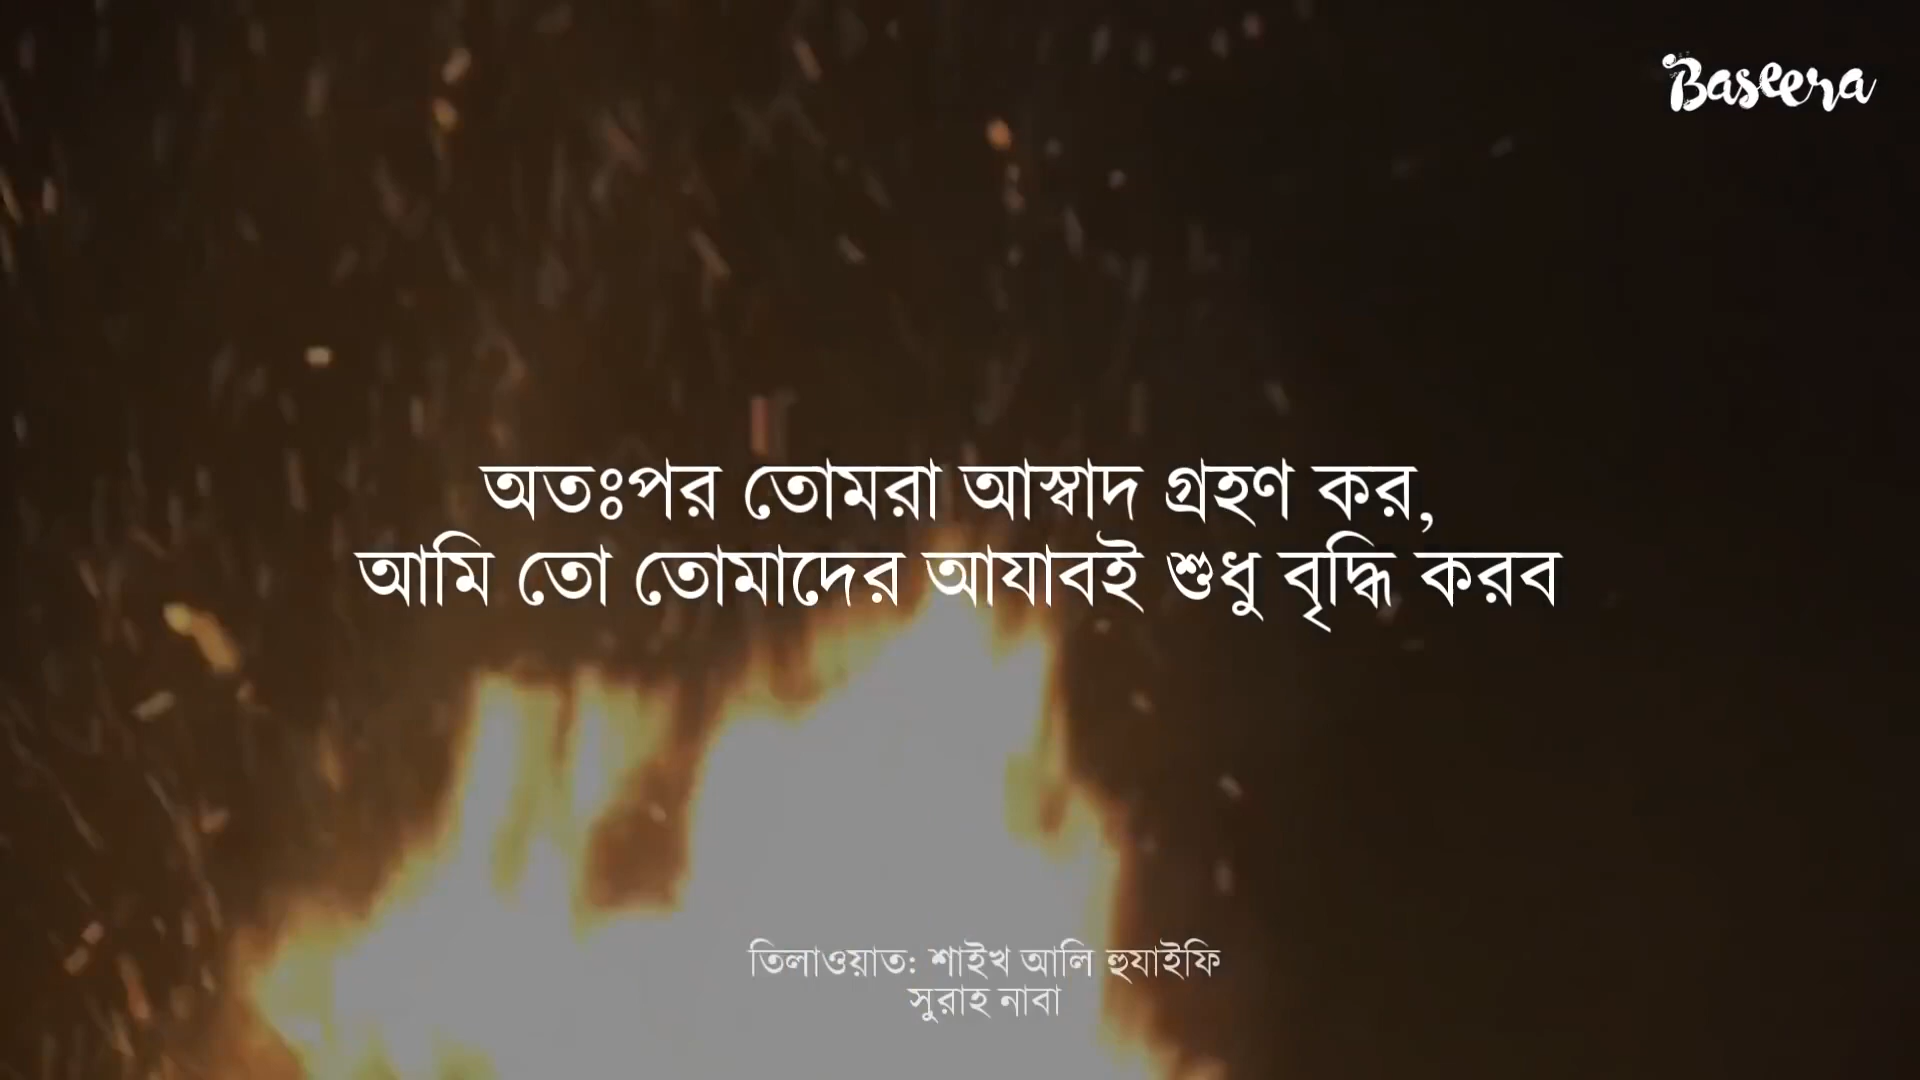 Baseera
অতঃপর তোমরা আস্বাদ গ্রহণ কর,
আমি তো তোমাদের আযাবই শুধু বৃদ্ধি করব
তিলাওয়াত: শাইখ আলি হুযাইফি
সুরাহ নাবা